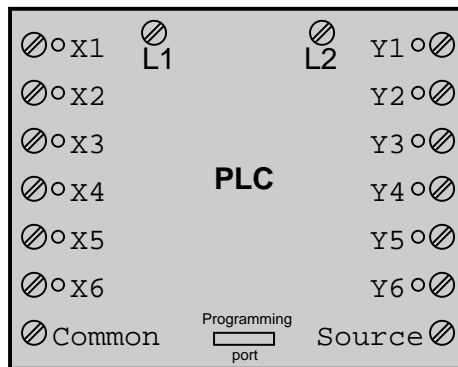 X1 L1 L2 Y1
X2 Y2
X3 Y3
X4 PLC Y4
X5 Y5
X6 Y6
Programming
Common Source
port